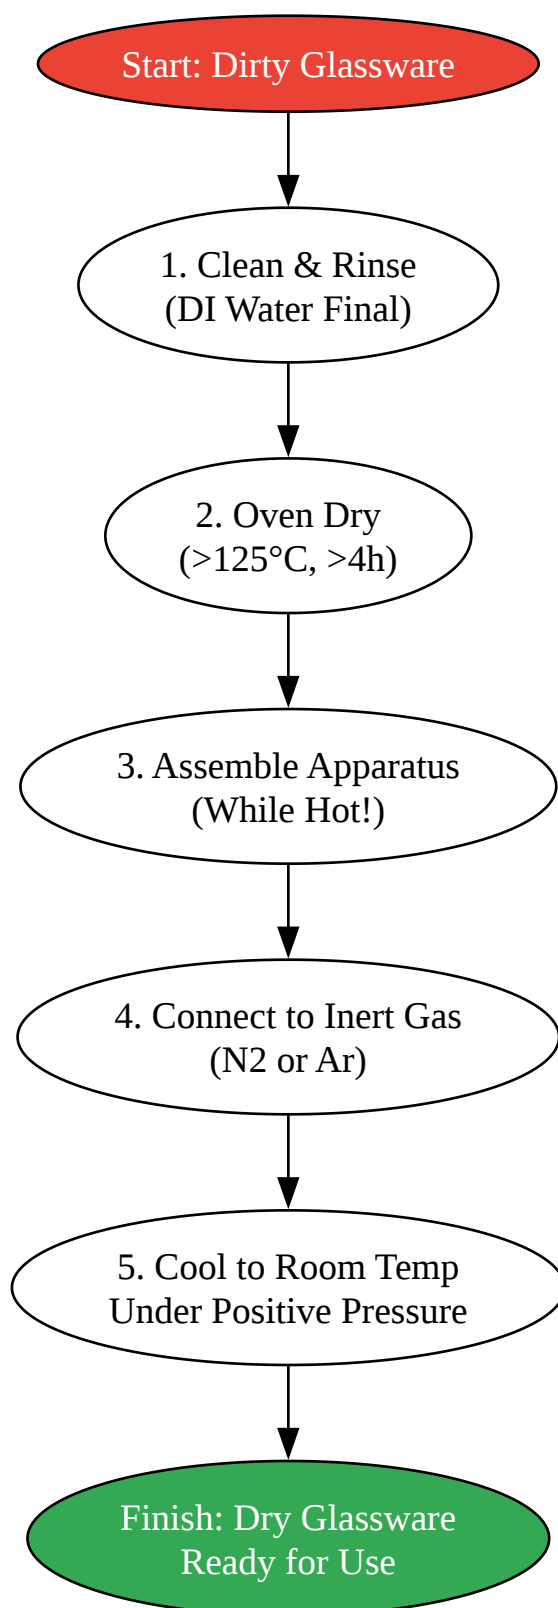 Start: Dirty Glassware
1. Clean & Rinse
(DI Water Final)
2. Oven Dry
(>125°C, >4h)
3. Assemble Apparatus
(While Hot!)
4. Connect to Inert Gas
(N2 or Ar)
5. Cool to Room Temp
Under Positive Pressure
Finish: Dry Glassware
Ready for Use